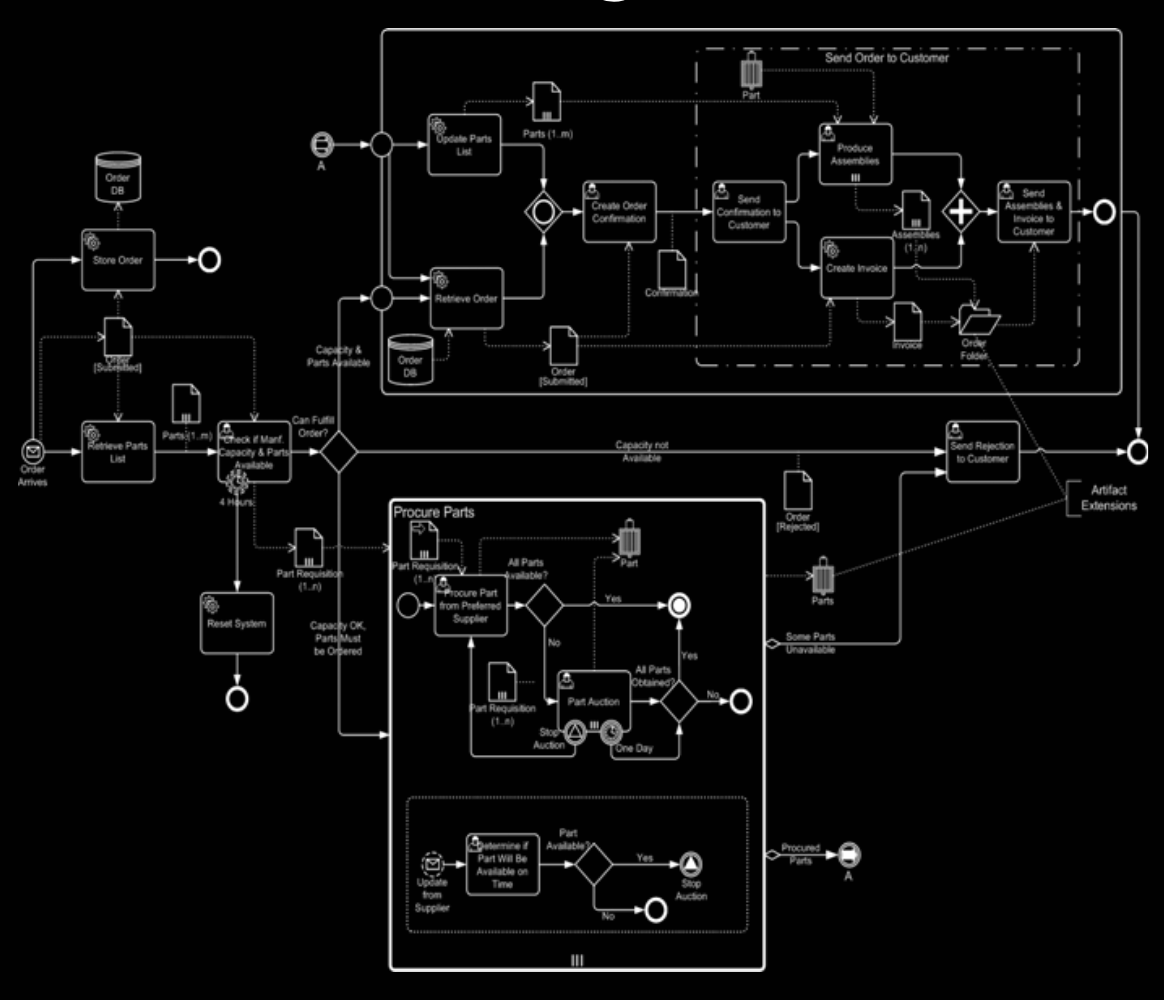 Send Order to Customer
Part
Parts (1..m)
A
Update Parts
List
Produce
Assemblies
Order
DB
Create Order
Confirmation
Send
Confirmation to
Customer
Send
Assemblies &
Invoice to
Customer
Assemblies
(1..n)
Store Order
Retrieve Order
Create Invoice
Confirmation
Order
[Submitted]
Capacity &
Parts Available
Order
DB
Order
[Submitted]
Invoice
Order
Folder
Parts (1..m)
Can Fulfill
Order?
Order
Arrives
Retrieve Parts
List
Check if Manf.
Capacity & Parts
Available
4 Hours
Capacity not
Available
Send Rejection
to Customer
Order
[Rejected]
Artifact
Extensions
Procure Parts
Part Requisition
(1..n)
Part Requisition
(1..n)
All Parts
Available?
Part
Parts
Procure Part
from Preferred
Supplier
Yes
No
Reset System
Capacity OK,
Parts Must
be Ordered
Some Parts
Unavailable
Part Requisition
(1..n)
Part Auction
All Parts
Obtained?
Yes
No
Stop
Auction
One Day
Determine if
Part Will Be
Available on
Time
Part
Available?
Yes
No
Update
from
Supplier
Stop
Auction
Procured
Parts
A